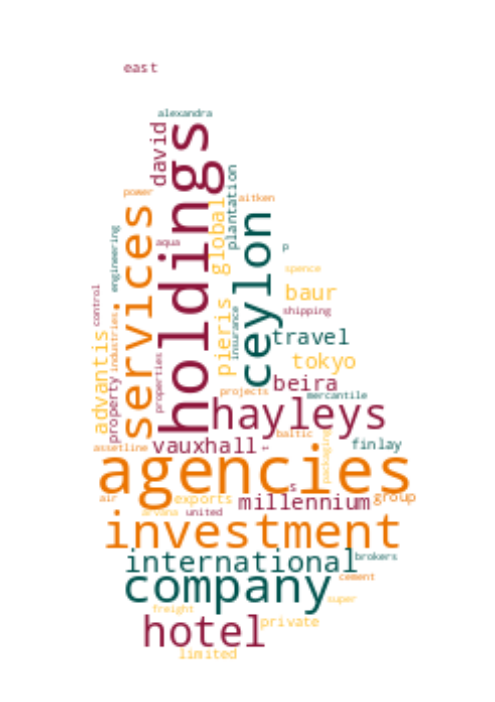 east
alexandra
david
holdings
plantation
power
aitken
services
global
ceylon
engineering
aqua
p
spence
control
baur
industries
pieris
insurance
shipping
advantis
travel
tokyo
properties
property
beira
projects
mercantile
hayleys
baltic
packaging
vauxhall
finlay
assetline
agencies
s
air
exports
millennium
group
arvana
united
investment
international
brokers
company
cement
super
freight
hotel
private
limited